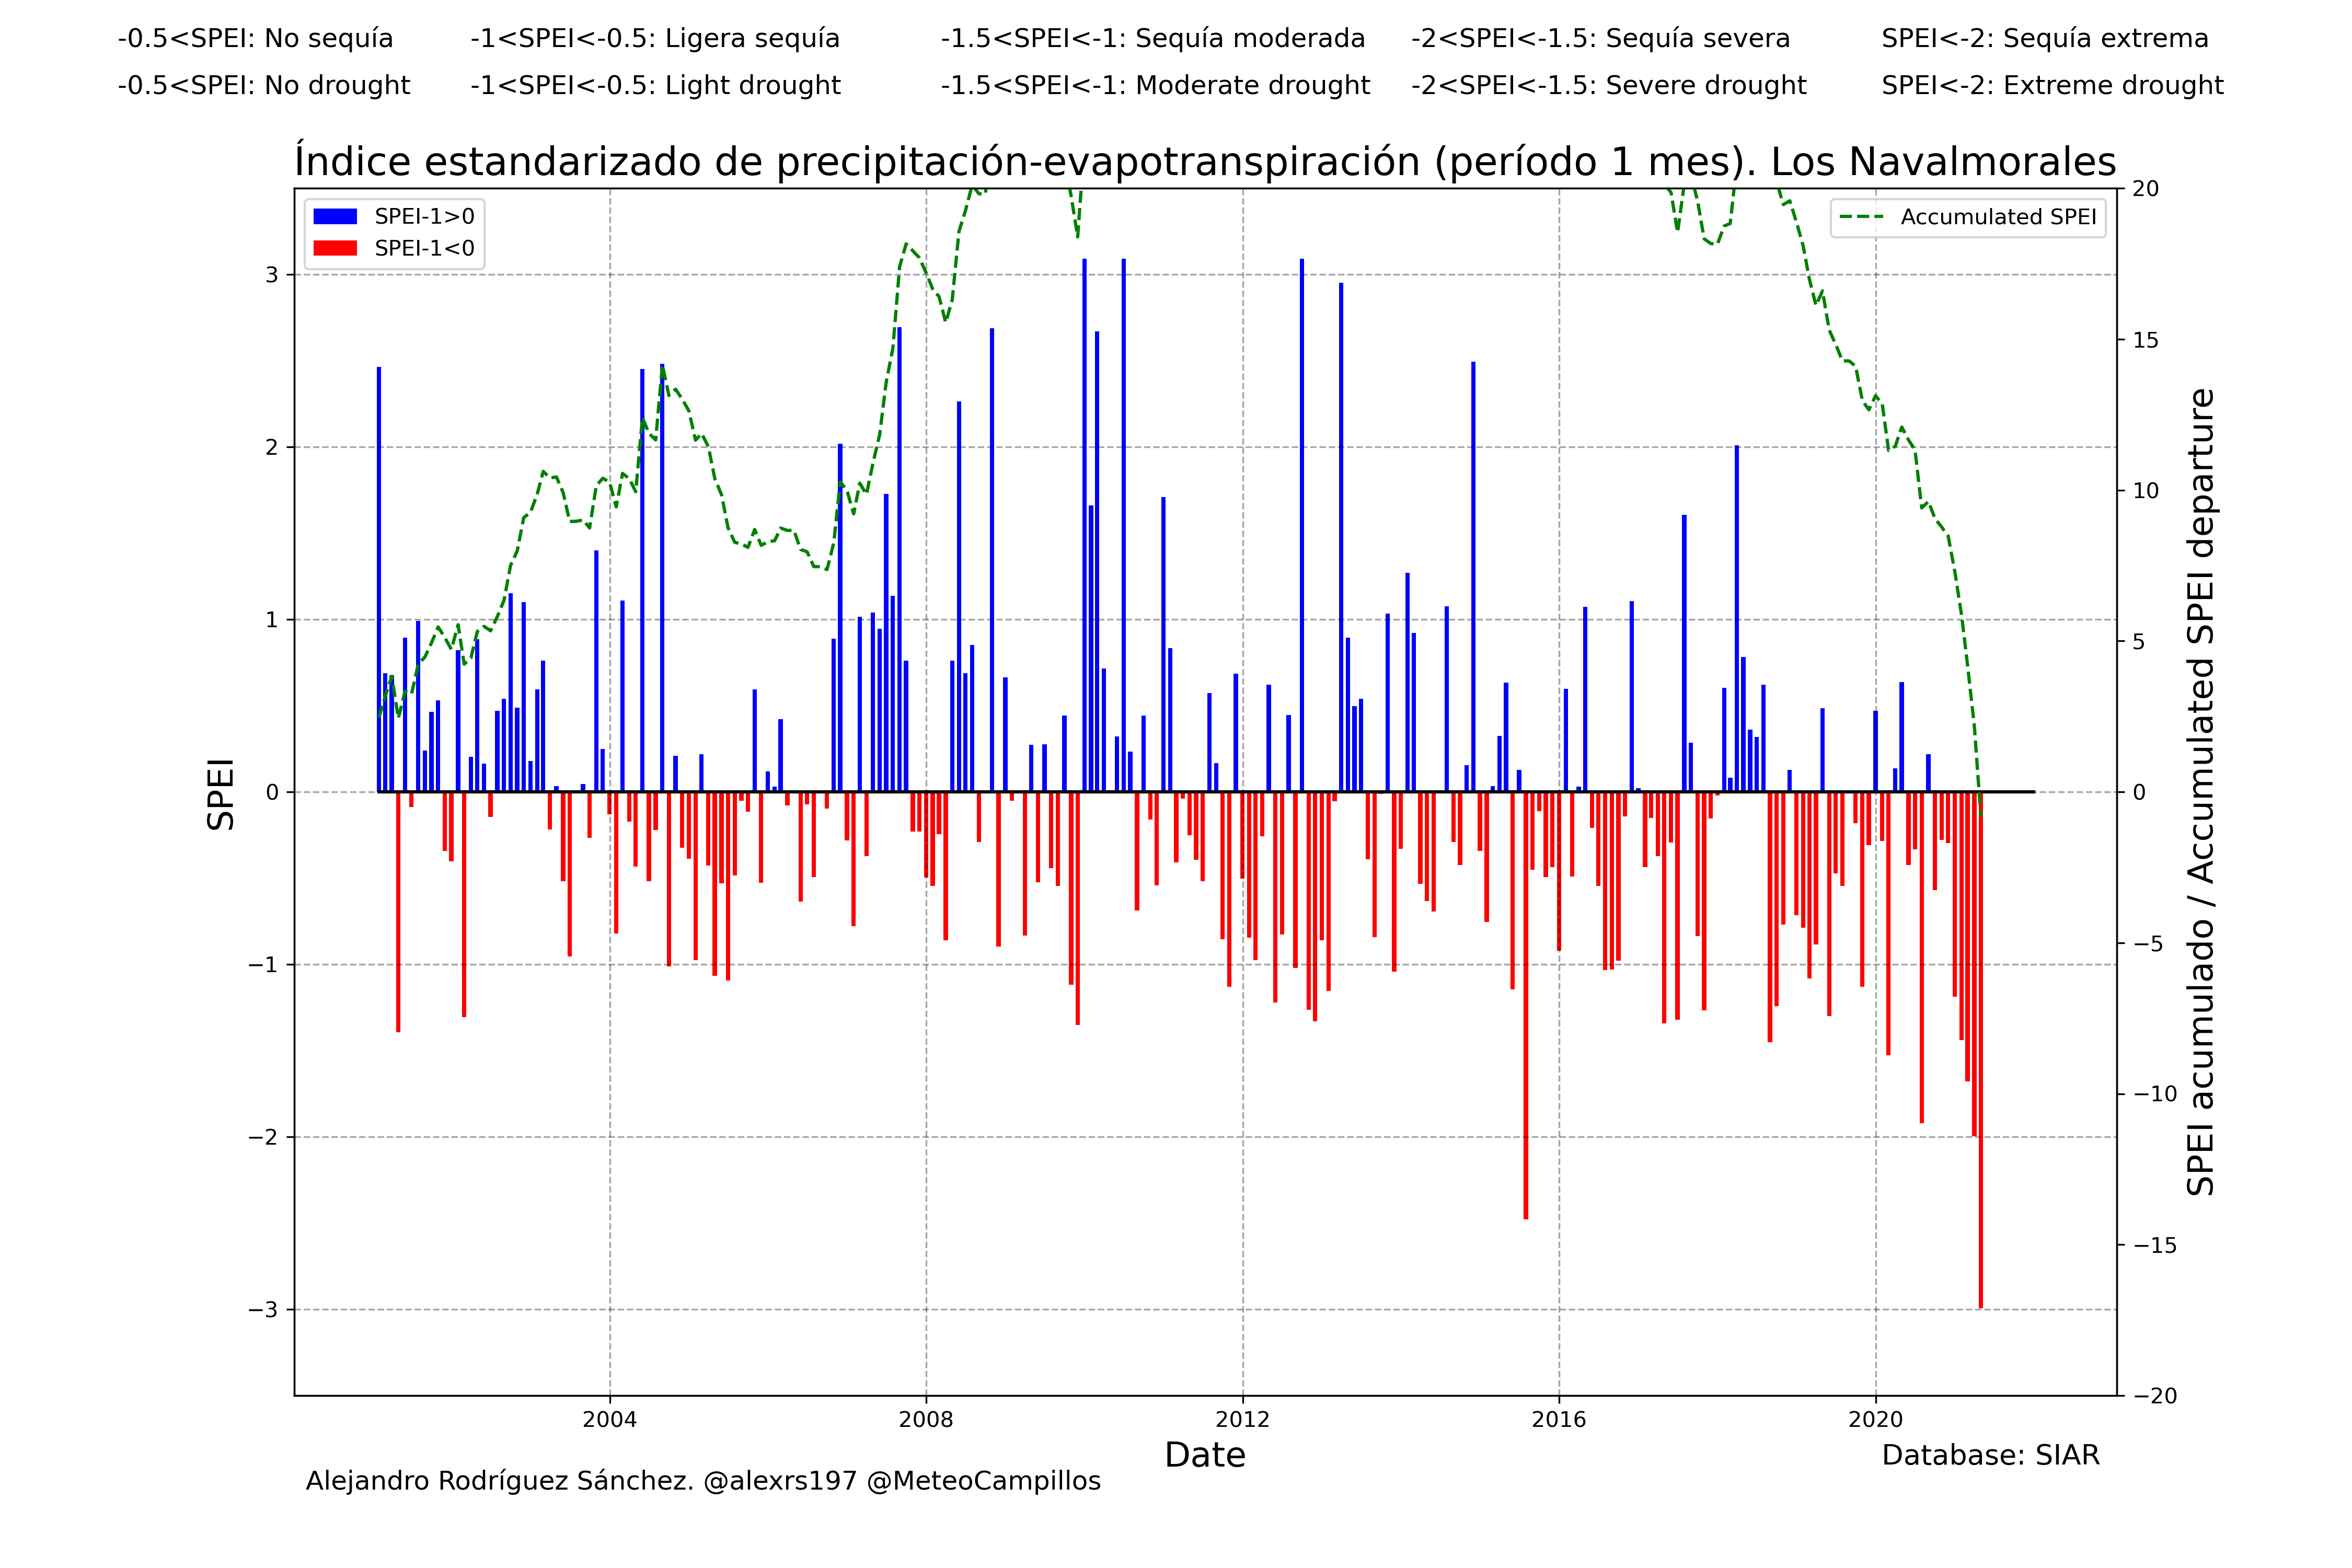 -0.5<SPEI: No sequía -1<SPEI<-0.5: Ligera sequía -1.5<SPEI<-1: Sequía moderada -2<SPEI<-1.5: Sequía severa SPEI<-2: Sequía extrema
-0.5<SPEI: No drought -1<SPEI<-0.5: Light drought -1.5<SPEI<-1: Moderate drought -2<SPEI<-1.5: Severe drought SPEI<-2: Extreme drought
Índice estandarizado de precipitación-evapotranspiración (período 1 mes). Los Navalmorales
SPEI-1>0
SPEI-1<0
Accumulated SPEI
SPEI
3
2
1
0
−1
−2
−3
20
15
10
5
0
−5
−10
−15
−20
SPEI acumulado / Accumulated SPEI departure
2004 2008 2012 2016 2020
Date
Database: SIAR
Alejandro Rodríguez Sánchez. @alexrs197 @MeteoCampillos